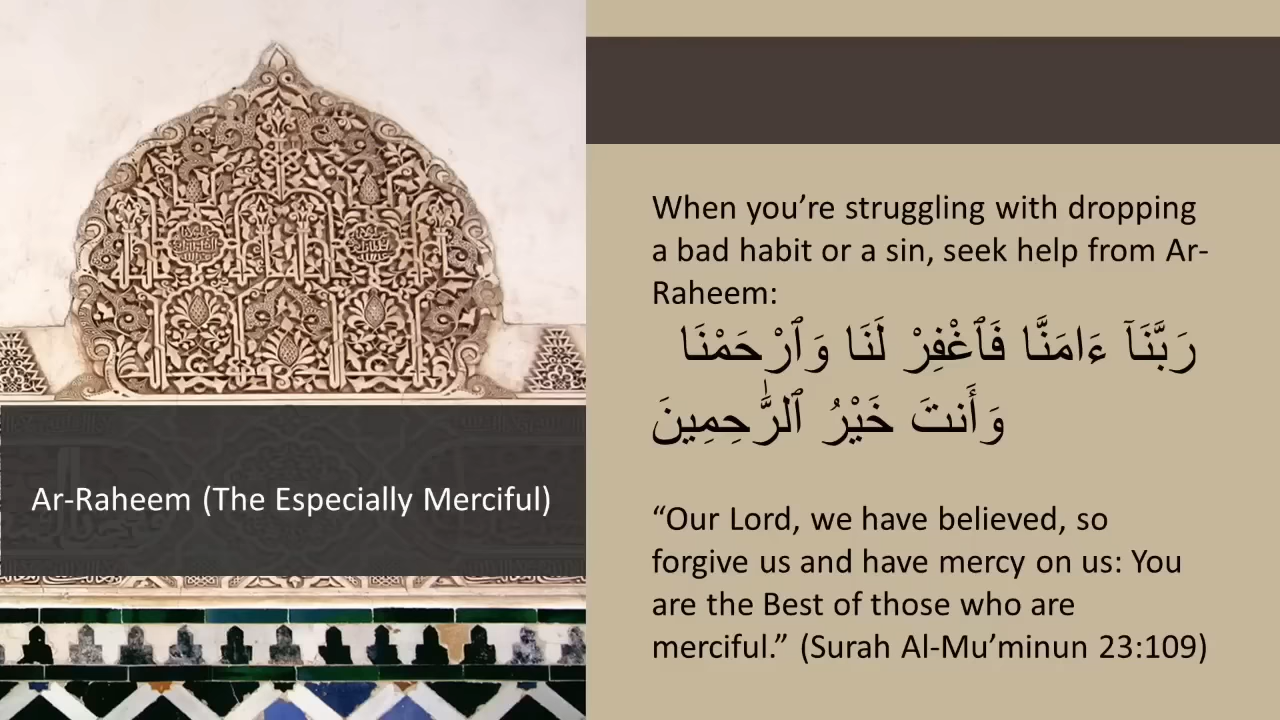 Ar-Raheem (The Especially Merciful)
When you’re struggling with dropping
a bad habit or a sin, seek help from Ar-
Raheem:
رَبَّنَآ ءَامَنَّا فَٱغْفِرْ لَنَا وَٱرْحَمْنَا
وَأَنتَ خَيْرُ ٱلرَّٰحِمِينَ
“Our Lord, we have believed, so
forgive us and have mercy on us: You
are the Best of those who are
merciful.” (Surah Al-Mu’minun 23:109)